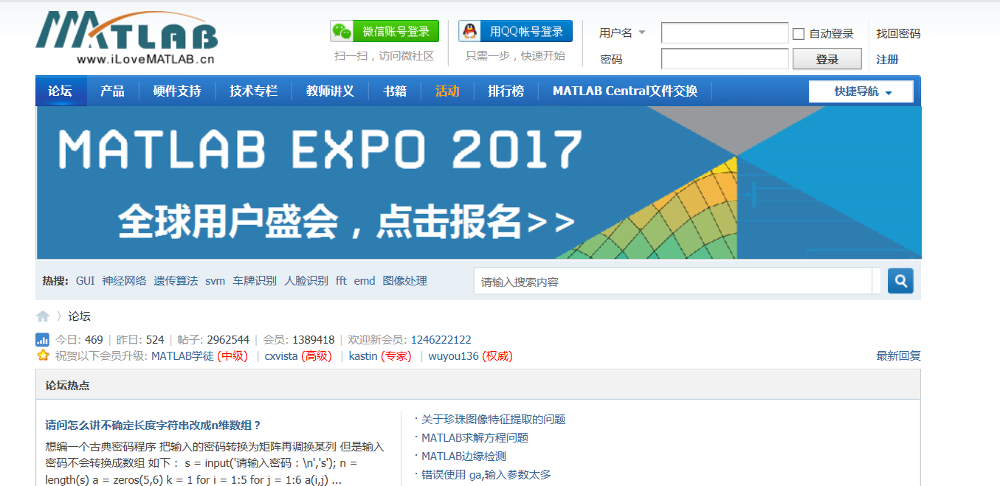 MATLAB
www.iLoveMATLAB.cn
微信账号登录
扫一扫，访问微社区
用QQ帐号登录
只需一步，快速开始
用户名
自动登录
找回密码
密码
登录
注册
论坛 产品 硬件支持 技术专栏 教师讲义 书籍 活动 排行榜 MATLAB Central文件交换 快捷导航
MATLAB EXPO 2017
全球用户盛会，点击报名>>
热搜: GUI 神经网络 遗传算法 svm 车牌识别 人脸识别 fft emd 图像处理
请输入搜索内容
论坛
今日: 469 | 昨日: 524 | 帖子: 2962544 | 会员: 1389418 | 欢迎新会员: 1246222122
祝贺以下会员升级: MATLAB学徒 (中级) | cxvista (高级) | kastin (专家) | wuyou136 (权威)
最新回复
论坛热点
请问怎么讲不确定长度字符串改成n维数组？
想编一个古典密码程序 把输入的密码转换为矩阵再调换某列 但是输入
密码不会转换成数组 如下： s = input('请输入密码：\n','s'); n =
length(s) a = zeros(5,6) k = 1 for i = 1:5 for j = 1:6 a(i,j) ...
· 关于珍珠图像特征提取的问题
· MATLAB求解方程问题
· MATLAB边缘检测
· 错误使用 ga,输入参数太多